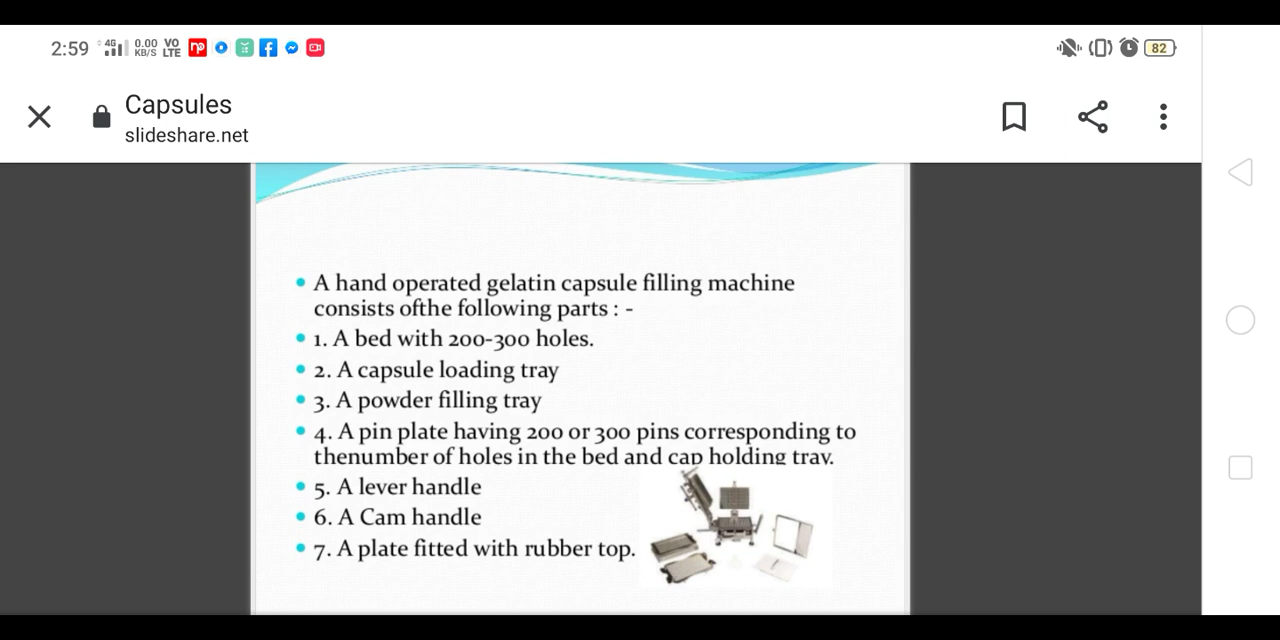 2:59 4G 0.00 KB/S VO LTE 82
Capsules
slideshare.net
• A hand operated gelatin capsule filling machine
consists ofthe following parts : -
• 1. A bed with 200-300 holes.
• 2. A capsule loading tray
• 3. A powder filling tray
• 4. A pin plate having 200 or 300 pins corresponding to
thenumber of holes in the bed and cap holding tray.
• 5. A lever handle
• 6. A Cam handle
• 7. A plate fitted with rubber top.